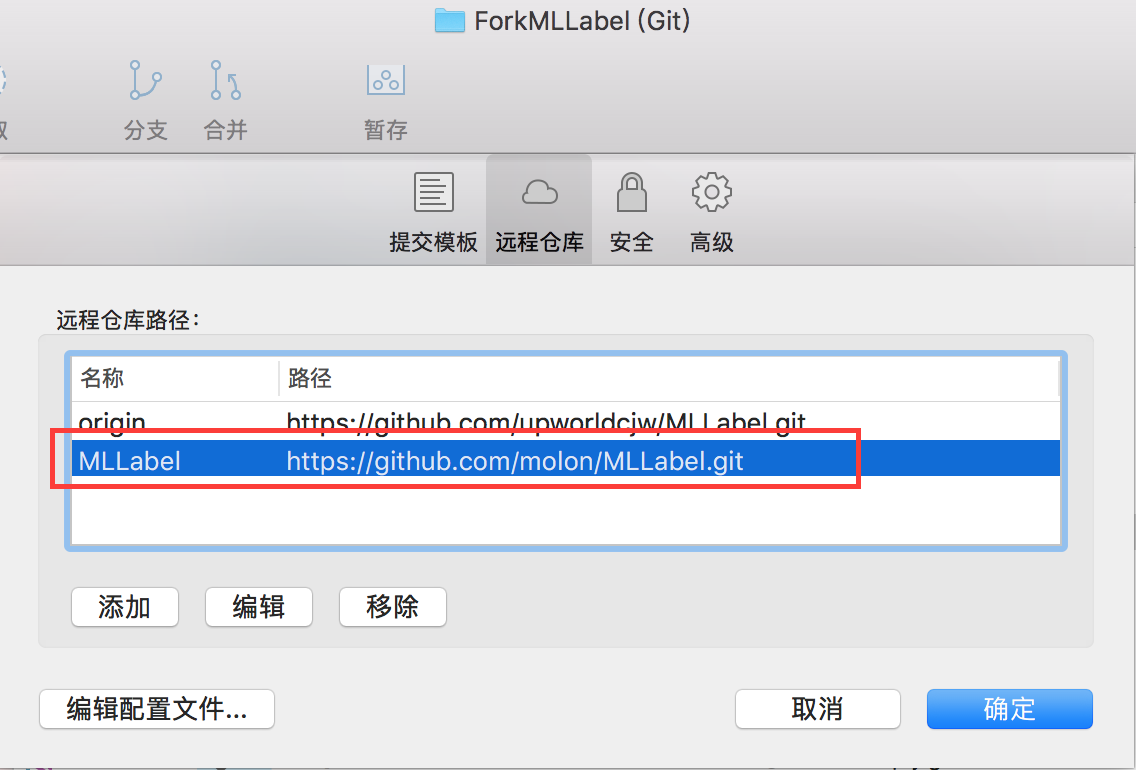 ForkMLLabel (Git)
分支 合并 暂存
提交模板 远程仓库 安全 高级
远程仓库路径：
名称 路径
origin https://github.com/upworldcjw/MLLabel.git
MLLabel https://github.com/molon/MLLabel.git
添加 编辑 移除
编辑配置文件... 取消 确定